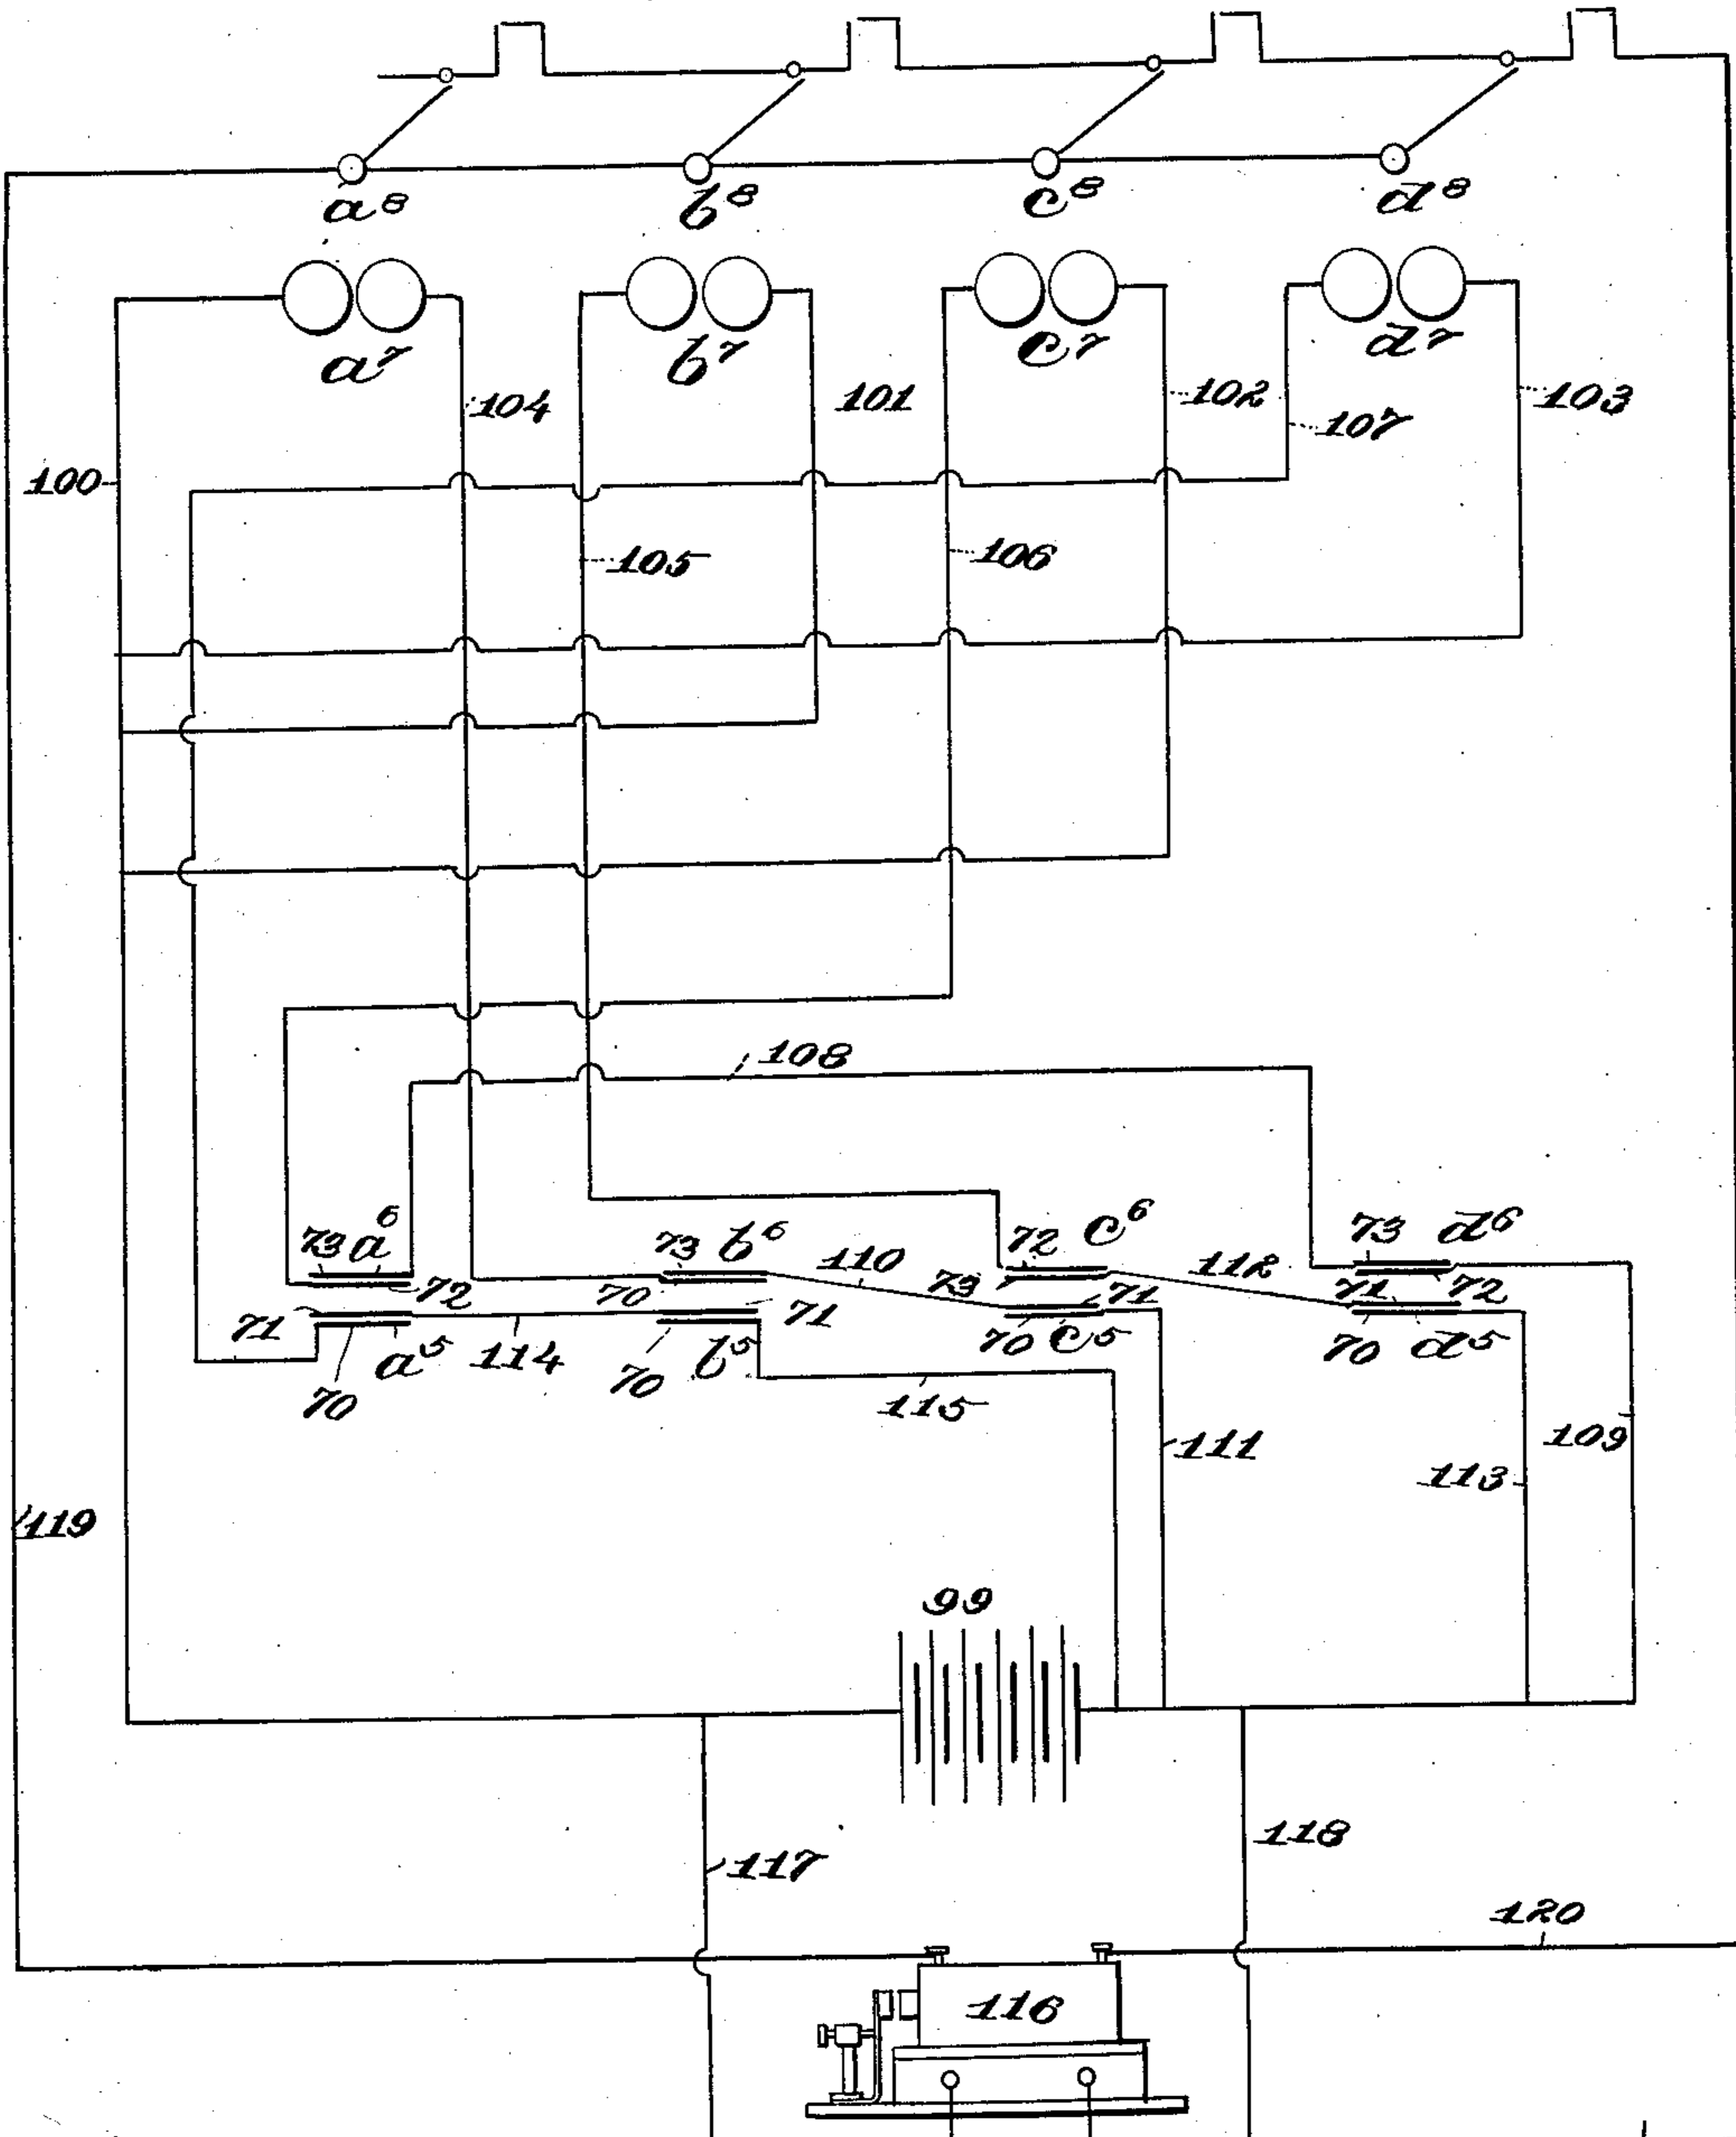 a⁸ b⁸ c⁸ d⁸
a⁷ b⁷ c⁷ d⁷
104 101 102 103
107
100
105 106
108
73 a⁶ 73 b⁶ 110 72 c⁶ 112 73 d⁶
72 70 73 71 71 72
71 70 a⁵ 114 70 b⁵ 71 70 c⁵ 70 d⁵
115
111 113 109
119
99
117 118
120
116